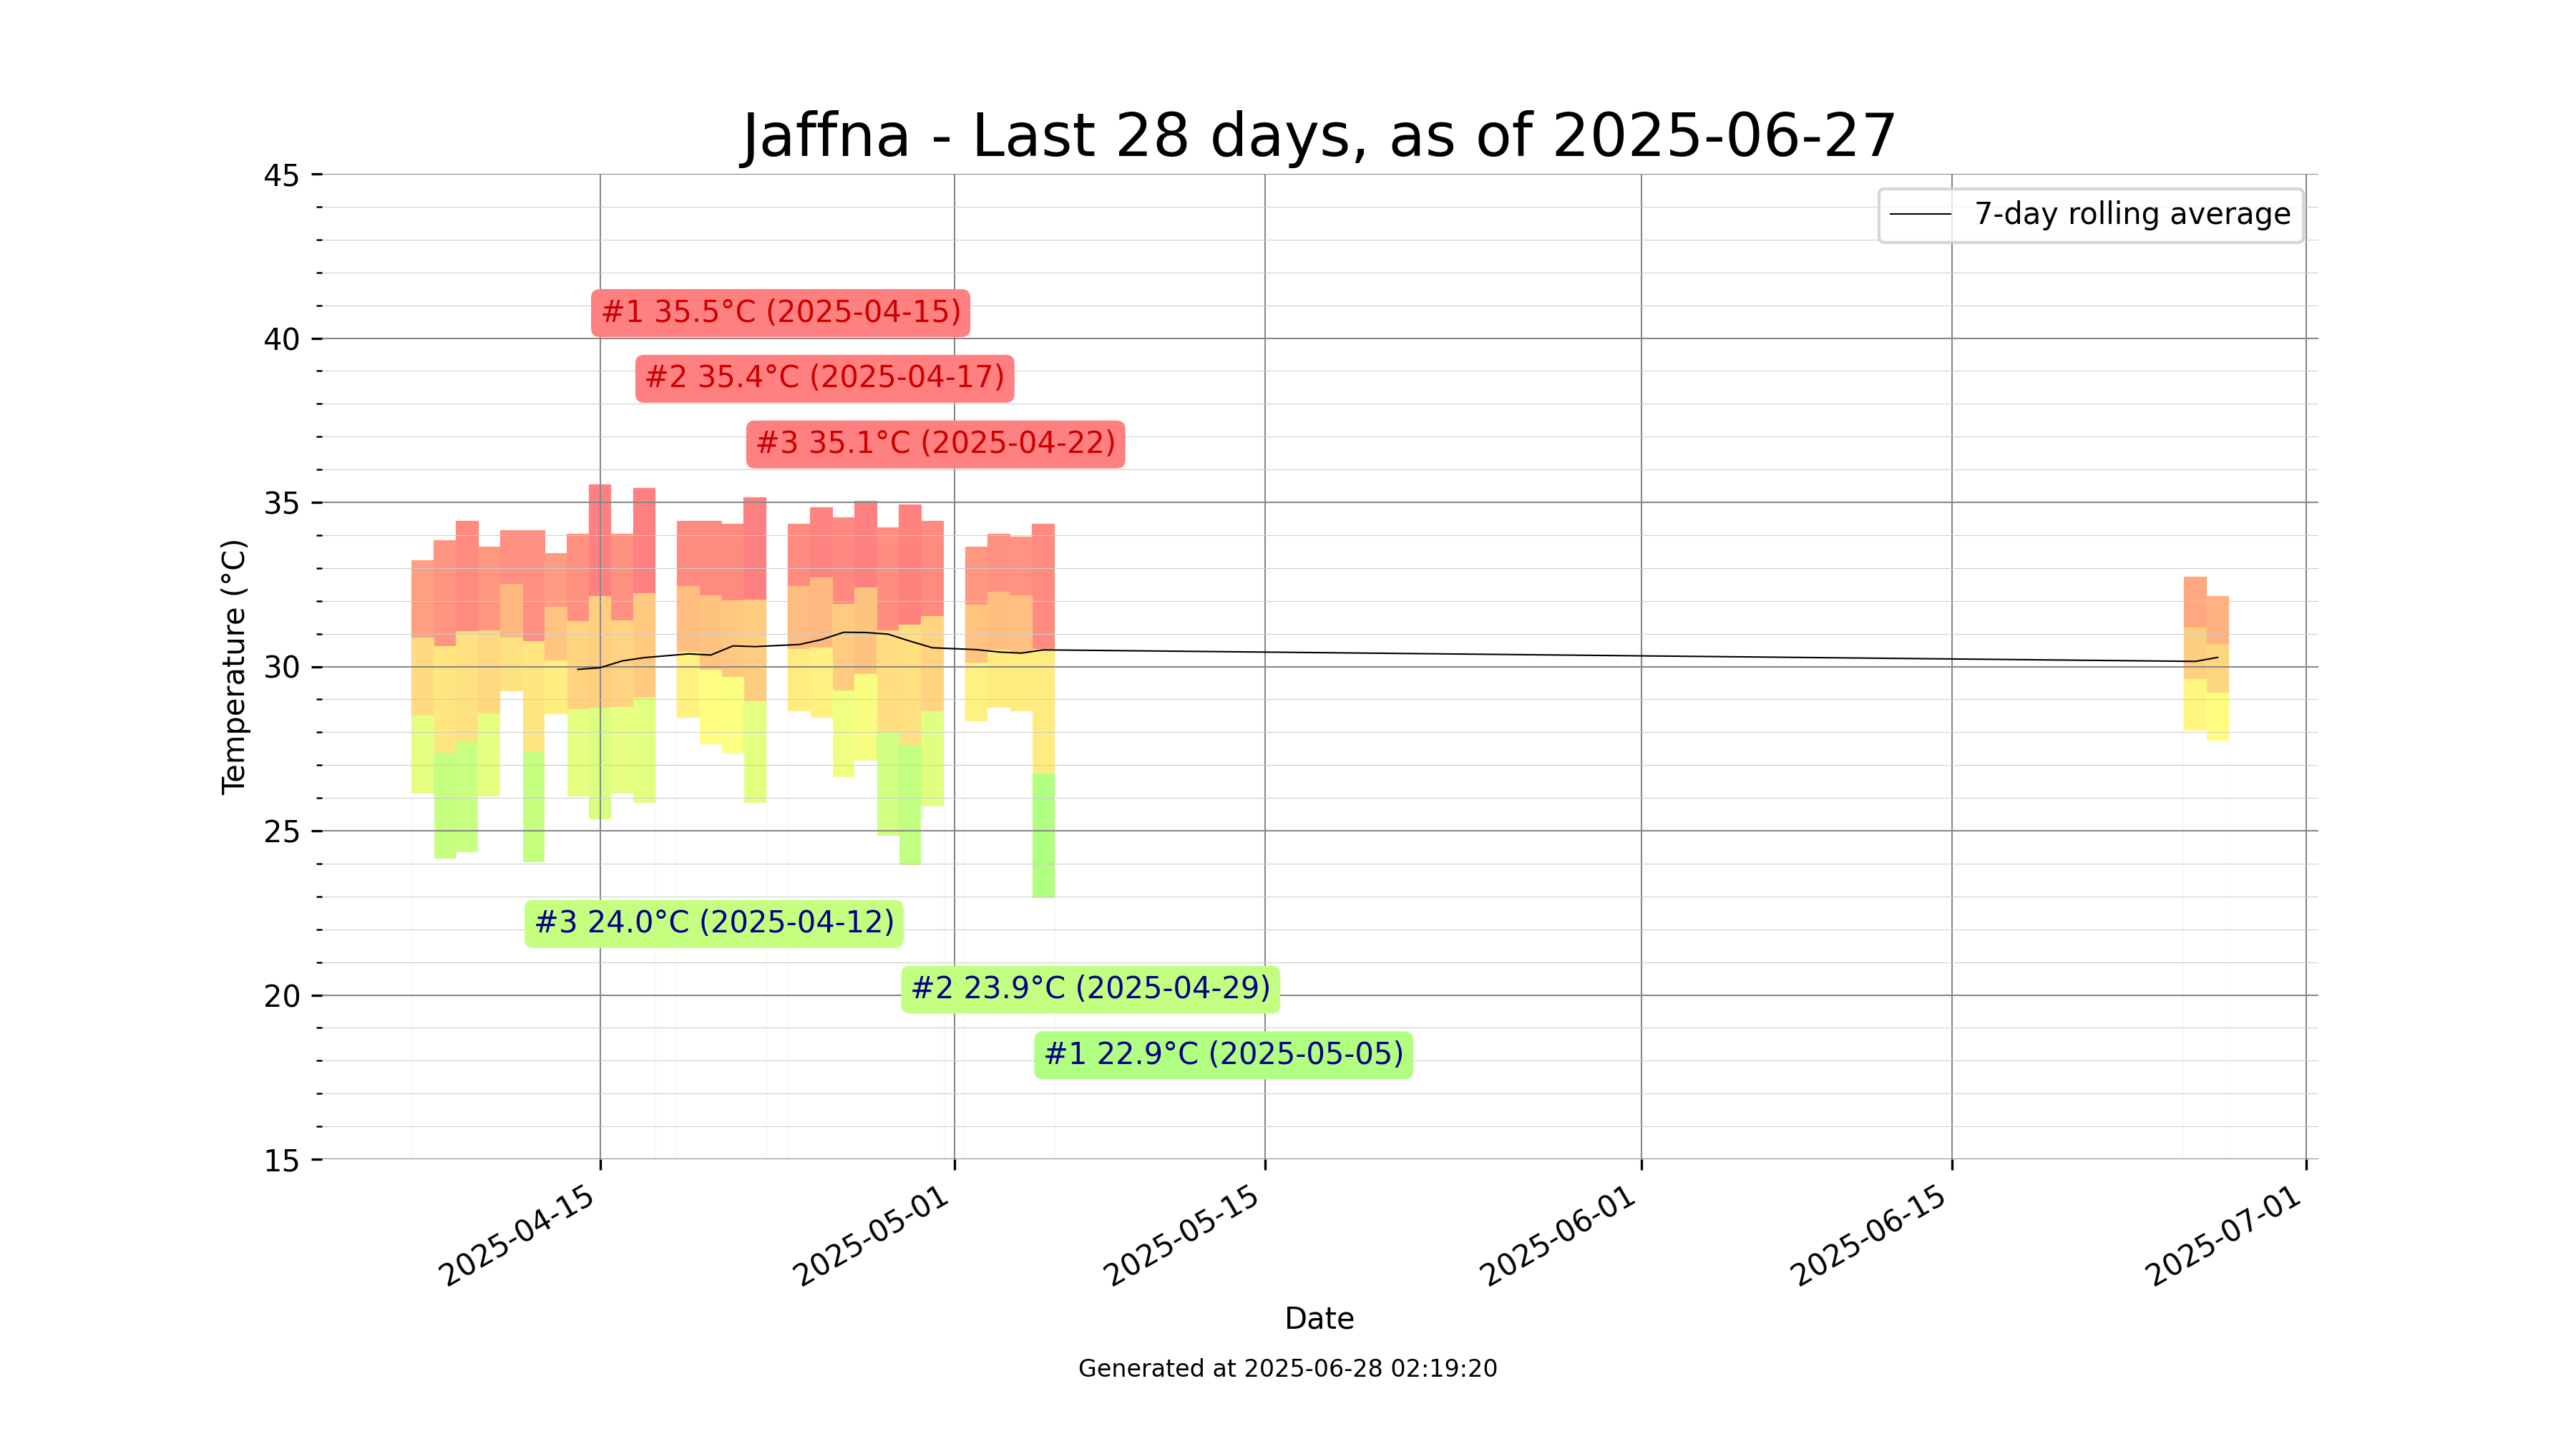 Jaffna - Last 28 days, as of 2025-06-27
45
7-day rolling average
#1 35.5°C (2025-04-15)
40
#2 35.4°C (2025-04-17)
#3 35.1°C (2025-04-22)
35
Temperature (°C)
30
25
#3 24.0°C (2025-04-12)
#2 23.9°C (2025-04-29)
20
#1 22.9°C (2025-05-05)
15
2025-04-15
2025-05-01
2025-05-15
2025-06-01
2025-06-15
2025-07-01
Date
Generated at 2025-06-28 02:19:20